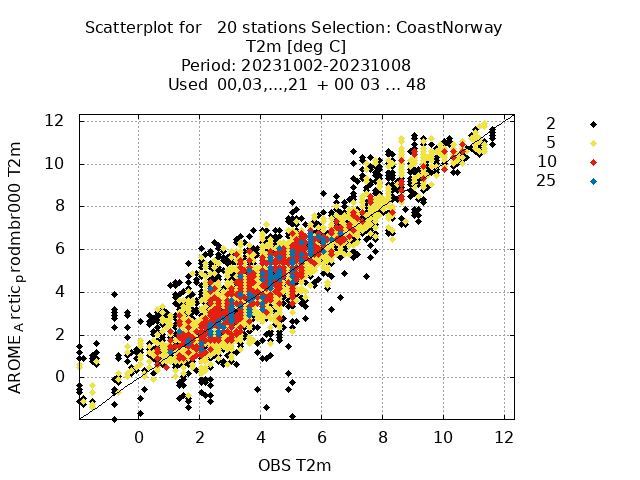 Scatterplot for 20 stations Selection: CoastNorway
T2m [deg C]
Period: 20231002-20231008
Used 00,03,...,21 + 00 03 ... 48
2
5
10
25
AROME_Arctic_prodmbr000 T2m
12
10
8
6
4
2
0
0 2 4 6 8 10 12
OBS T2m